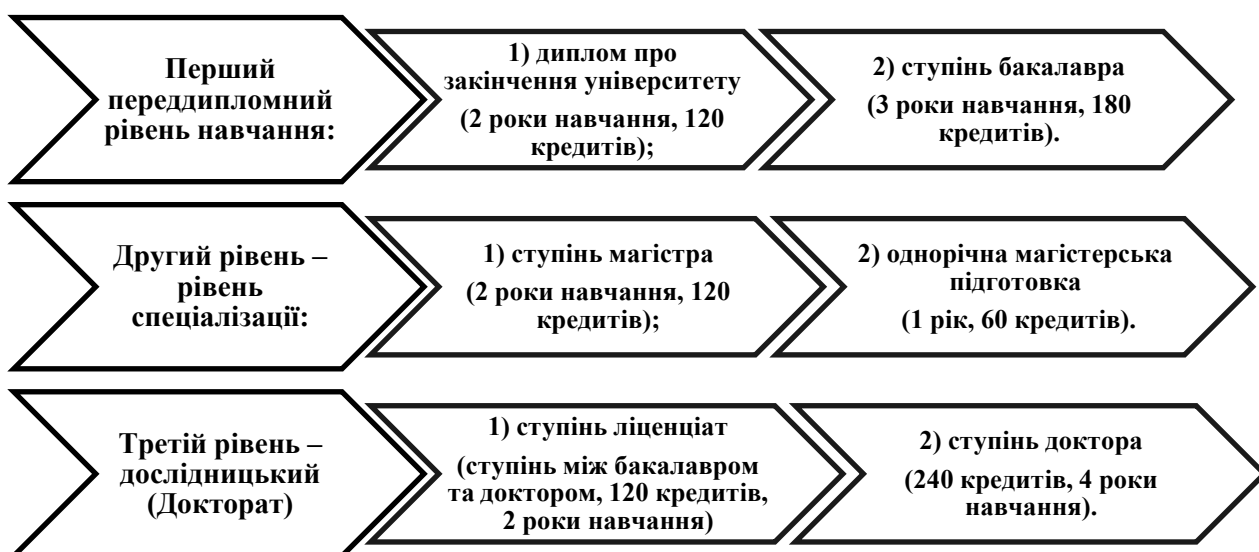 Перший
переддипломний
рівень навчання:
1) диплом про
закінчення університету
(2 роки навчання, 120
кредитів);
2) ступінь бакалавра
(3 роки навчання, 180
кредитів).
Другий рівень –
рівень
спеціалізації:
1) ступінь магістра
(2 роки навчання, 120
кредитів);
2) однорічна магістерська
підготовка
(1 рік, 60 кредитів).
Третій рівень –
дослідницький
(Докторат)
1) ступінь ліценціат
(ступінь між бакалавром
та доктором, 120 кредитів,
2 роки навчання)
2) ступінь доктора
(240 кредитів, 4 роки
навчання).